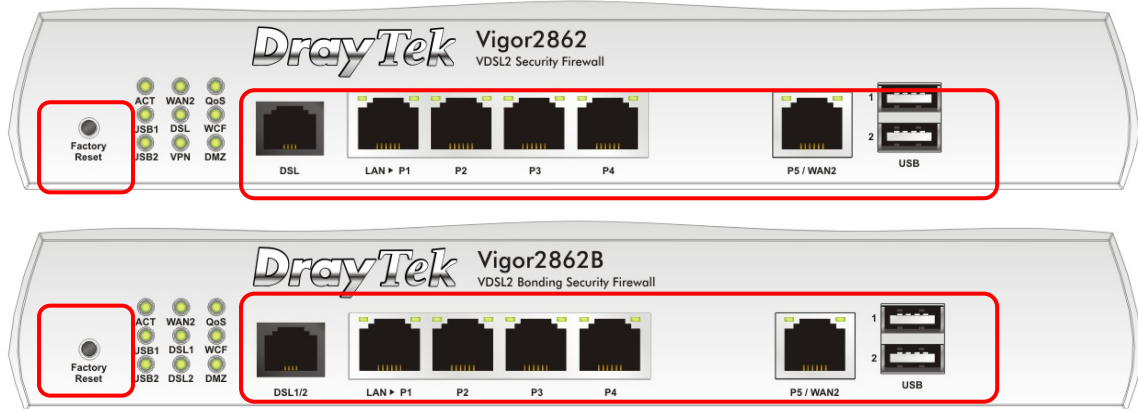 DrayTek Vigor2862
VDSL2 Security Firewall
ACT WAN2 QoS
USB1 DSL WCF
USB2 VPN DMZ
Factory
Reset
DSL
LAN ▶ P1 P2 P3 P4
P5 / WAN2
1
2
USB
DrayTek Vigor2862B
VDSL2 Bonding Security Firewall
ACT WAN2 QoS
USB1 DSL1 WCF
USB2 DSL2 DMZ
Factory
Reset
DSL1/2
LAN ▶ P1 P2 P3 P4
P5 / WAN2
1
2
USB